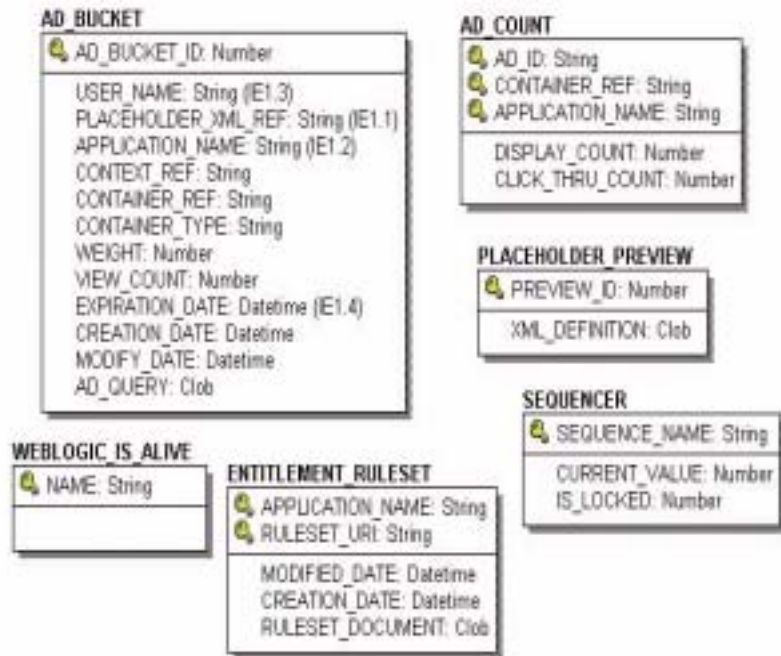 AD_BUCKET
AD_BUCKET_ID: Number
USER_NAME: String (IE1.3)
PLACEHOLDER_XML_REF: String (IE1.1)
APPLICATION_NAME: String (IE1.2)
CONTEXT_REF: String
CONTAINER_REF: String
CONTAINER_TYPE: String
WEIGHT: Number
VIEW_COUNT: Number
EXPIRATION_DATE: Datetime (IE1.4)
CREATION_DATE: Datetime
MODIFY_DATE: Datetime
AD_QUERY: Clob
AD_COUNT
AD_ID: String
CONTAINER_REF: String
APPLICATION_NAME: String
DISPLAY_COUNT: Number
CLICK_THRU_COUNT: Number
PLACEHOLDER_PREVIEW
PREVIEW_ID: Number
XML_DEFINITION: Clob
SEQUENCER
SEQUENCE_NAME: String
CURRENT_VALUE: Number
IS_LOCKED: Number
WEBLOGIC_IS_ALIVE
NAME: String
ENTITLEMENT_RULESET
APPLICATION_NAME: String
RULESET_URI: String
MODIFIED_DATE: Datetime
CREATION_DATE: Datetime
RULESET_DOCUMENT: Clob